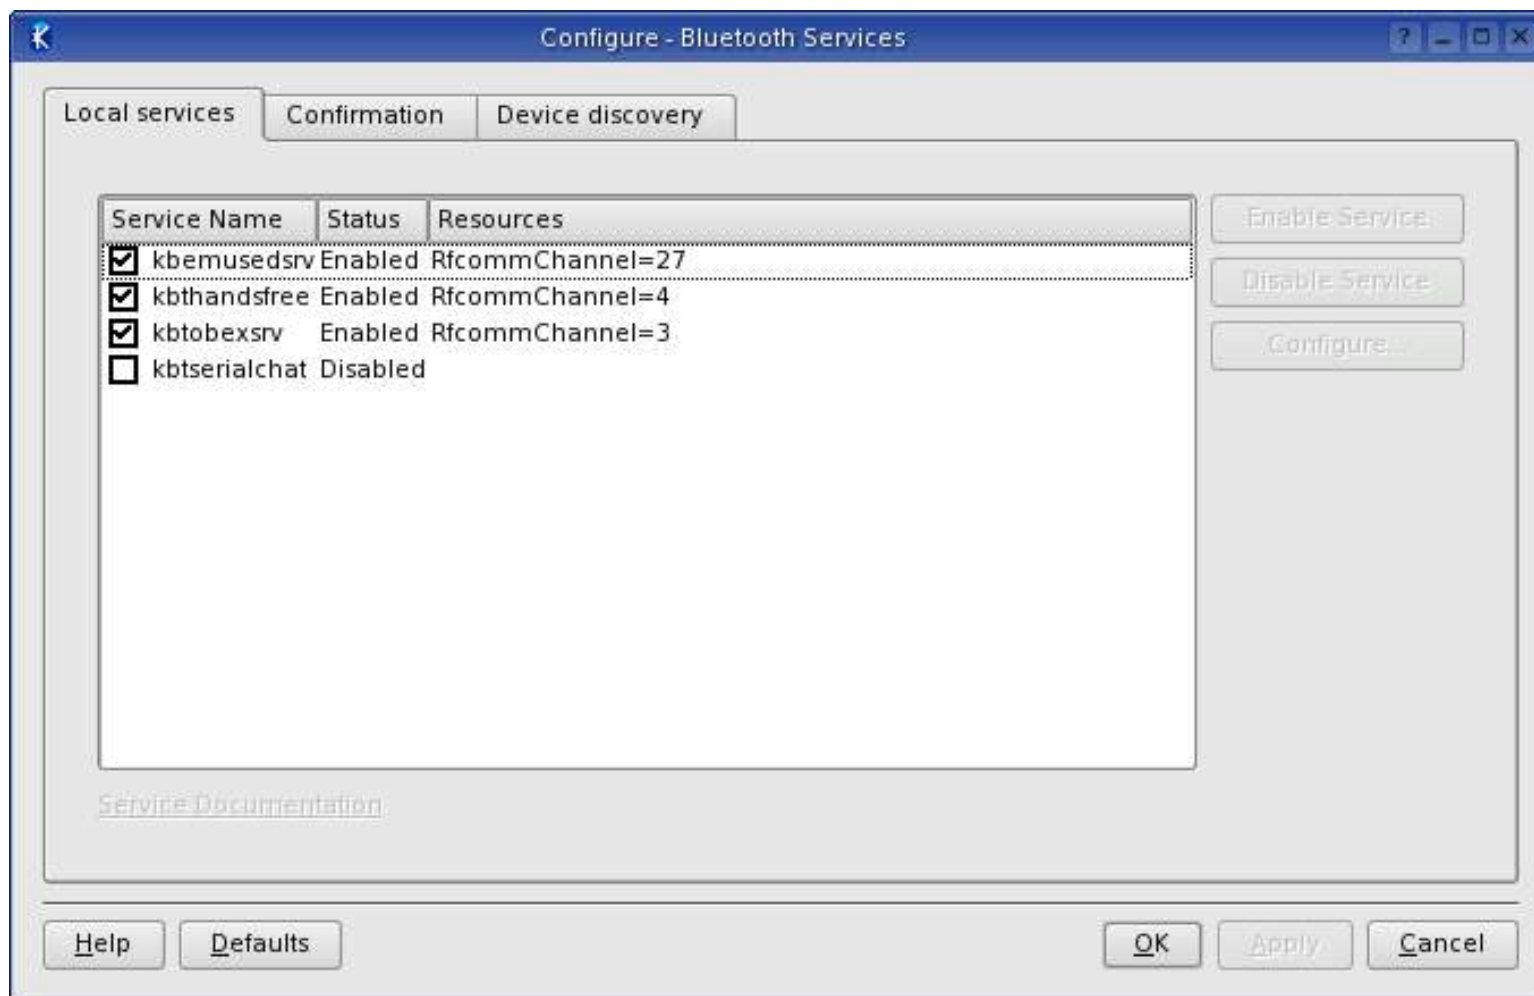 Configure - Bluetooth Services
Local services Confirmation Device discovery
Service Name Status Resources
kbemusedsrv Enabled RfcommChannel=27
kbthandsfree Enabled RfcommChannel=4
kbtobexsrv Enabled RfcommChannel=3
kbtserialchat Disabled
Enable Service
Disable Service
Configure...
Service Documentation
Help Defaults OK Apply Cancel